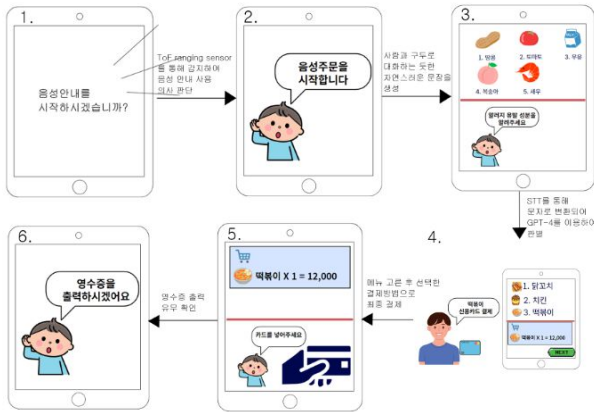 1.
음성안내를
시작하시겠습니까?
ToF ranging sensor
를 통해 감지하여
음성 안내 사용
의사 판단
2.
음성주문을
시작합니다
사람과 구두로
대화하는 듯한
자연스러운 문장을
생성
3.
1. 땅콩
2. 토마토
3. 우유
4. 복숭아
5. 새우
알러지 유발 성분을
말해주세요
STT를 통해
문자로 변환되어
GPT-4를 이용하여
판별
4.
1. 닭꼬치
2. 치킨
3. 떡볶이
떡볶이 X 1 = 12,000
NEXT
떡볶이
신용카드 결제
메뉴 고른 후 선택한
결제방법으로
최종 결제
5.
떡볶이 X 1 = 12,000
카드를 넣어주세요
영수증 출력
유무 확인
6.
영수증을
출력하시겠어요